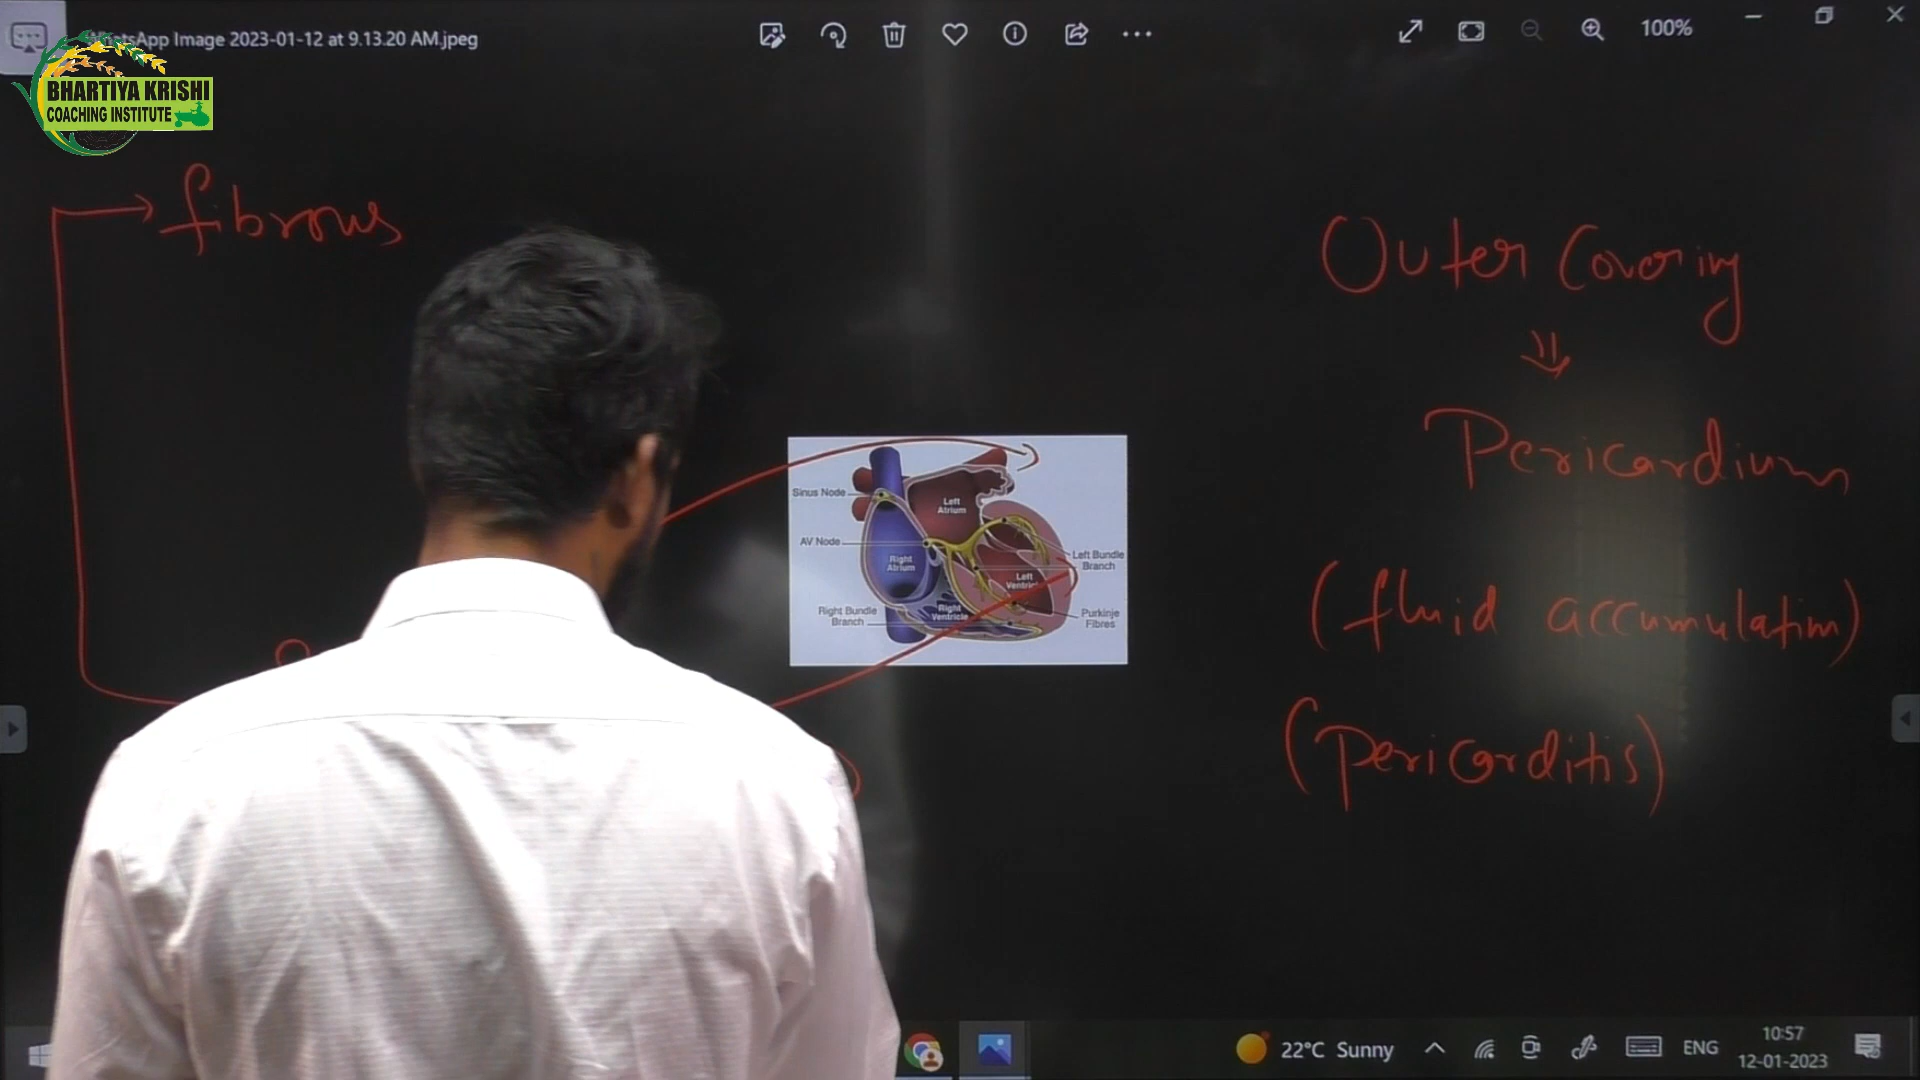 WhatsApp Image 2023-01-12 at 9.13.20 AM.jpeg
100%
BHARTIYA KRISHI
COACHING INSTITUTE
fibrous
Outer Covering
Pericardium
(fluid accumulation)
(Pericarditis)
Sinus Node
Left
Atrium
AV Node
Right
Atrium
Left Bundle
Branch
Left
Right Bundle
Branch
Right
Ventricle
Purkinje
Fibres
22°C Sunny
ENG
10:57
12-01-2023